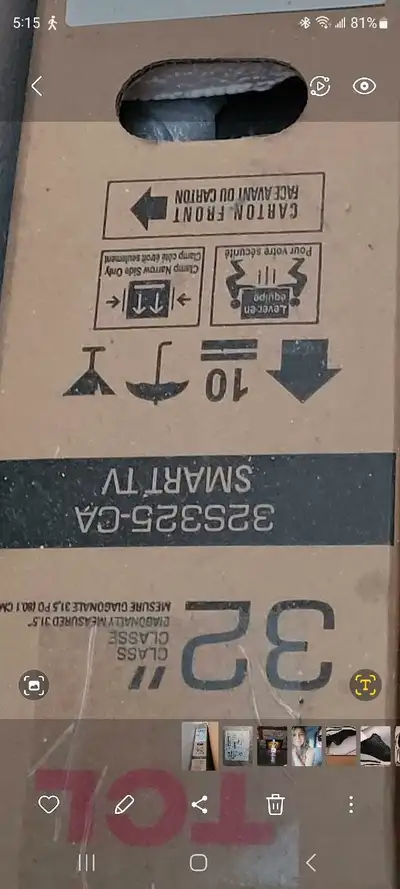 5:15
81%
TCL
32"
CLASS
CLASSE
DIAGONALLY MEASURED 31.5"
MESURE DIAGONALE 31,5 PO (80,1 CM
32S325-CA
SMART TV
10
Lever en
équipe
Pour votre sécurité
Clamp Narrow Side Only
Clamp côté étroit seulement
CARTON FRONT
FACE AVANT DU CARTON
T